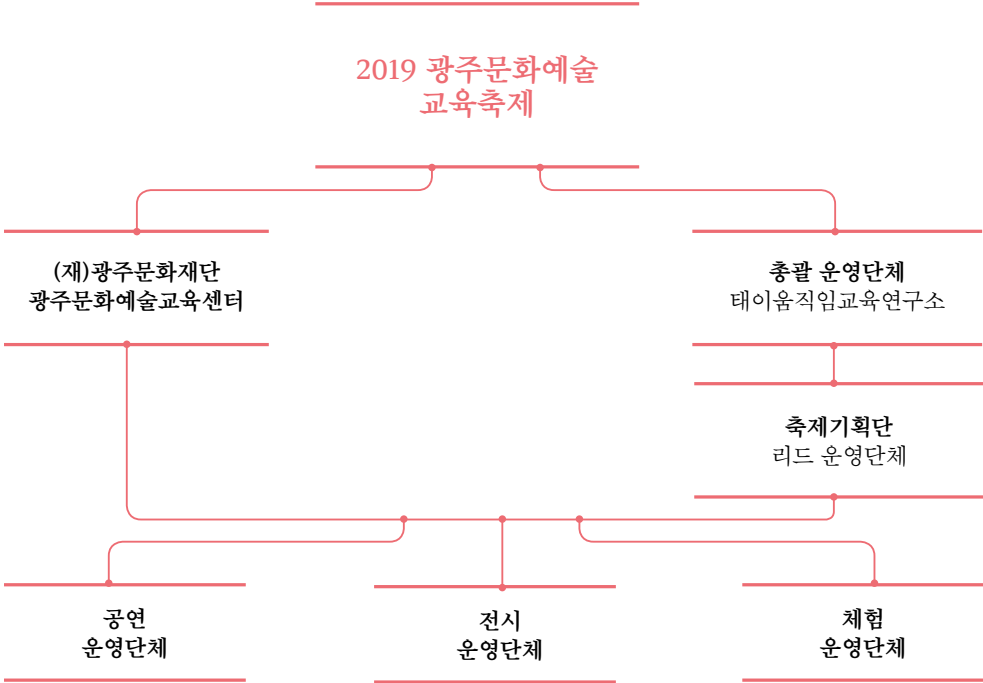 2019 광주문화예술
교육축제
(재)광주문화재단
광주문화예술교육센터
총괄 운영단체
태이움직임교육연구소
축제기획단
리드 운영단체
공연
운영단체
전시
운영단체
체험
운영단체